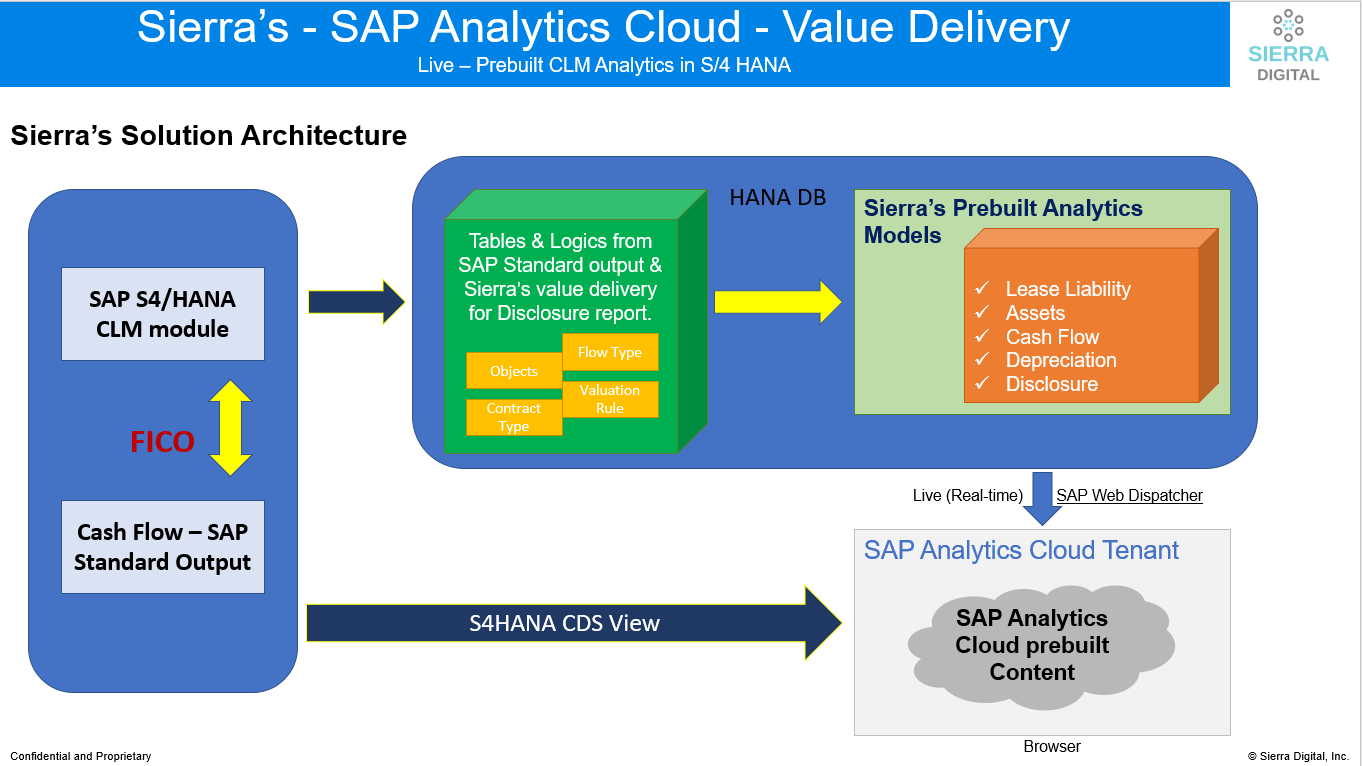 Sierra’s - SAP Analytics Cloud - Value Delivery
Live – Prebuilt CLM Analytics in S/4 HANA
SIERRA
DIGITAL
Sierra’s Solution Architecture
SAP S4/HANA
CLM module
FICO
Cash Flow – SAP
Standard Output
HANA DB
Tables & Logics from
SAP Standard output &
Sierra’s value delivery
for Disclosure report.
Objects
Flow Type
Contract
Type
Valuation
Rule
Sierra’s Prebuilt Analytics
Models
✓ Lease Liability
✓ Assets
✓ Cash Flow
✓ Depreciation
✓ Disclosure
Live (Real-time)
SAP Web Dispatcher
S4HANA CDS View
SAP Analytics Cloud Tenant
SAP Analytics
Cloud prebuilt
Content
Browser
Confidential and Proprietary
© Sierra Digital, Inc.